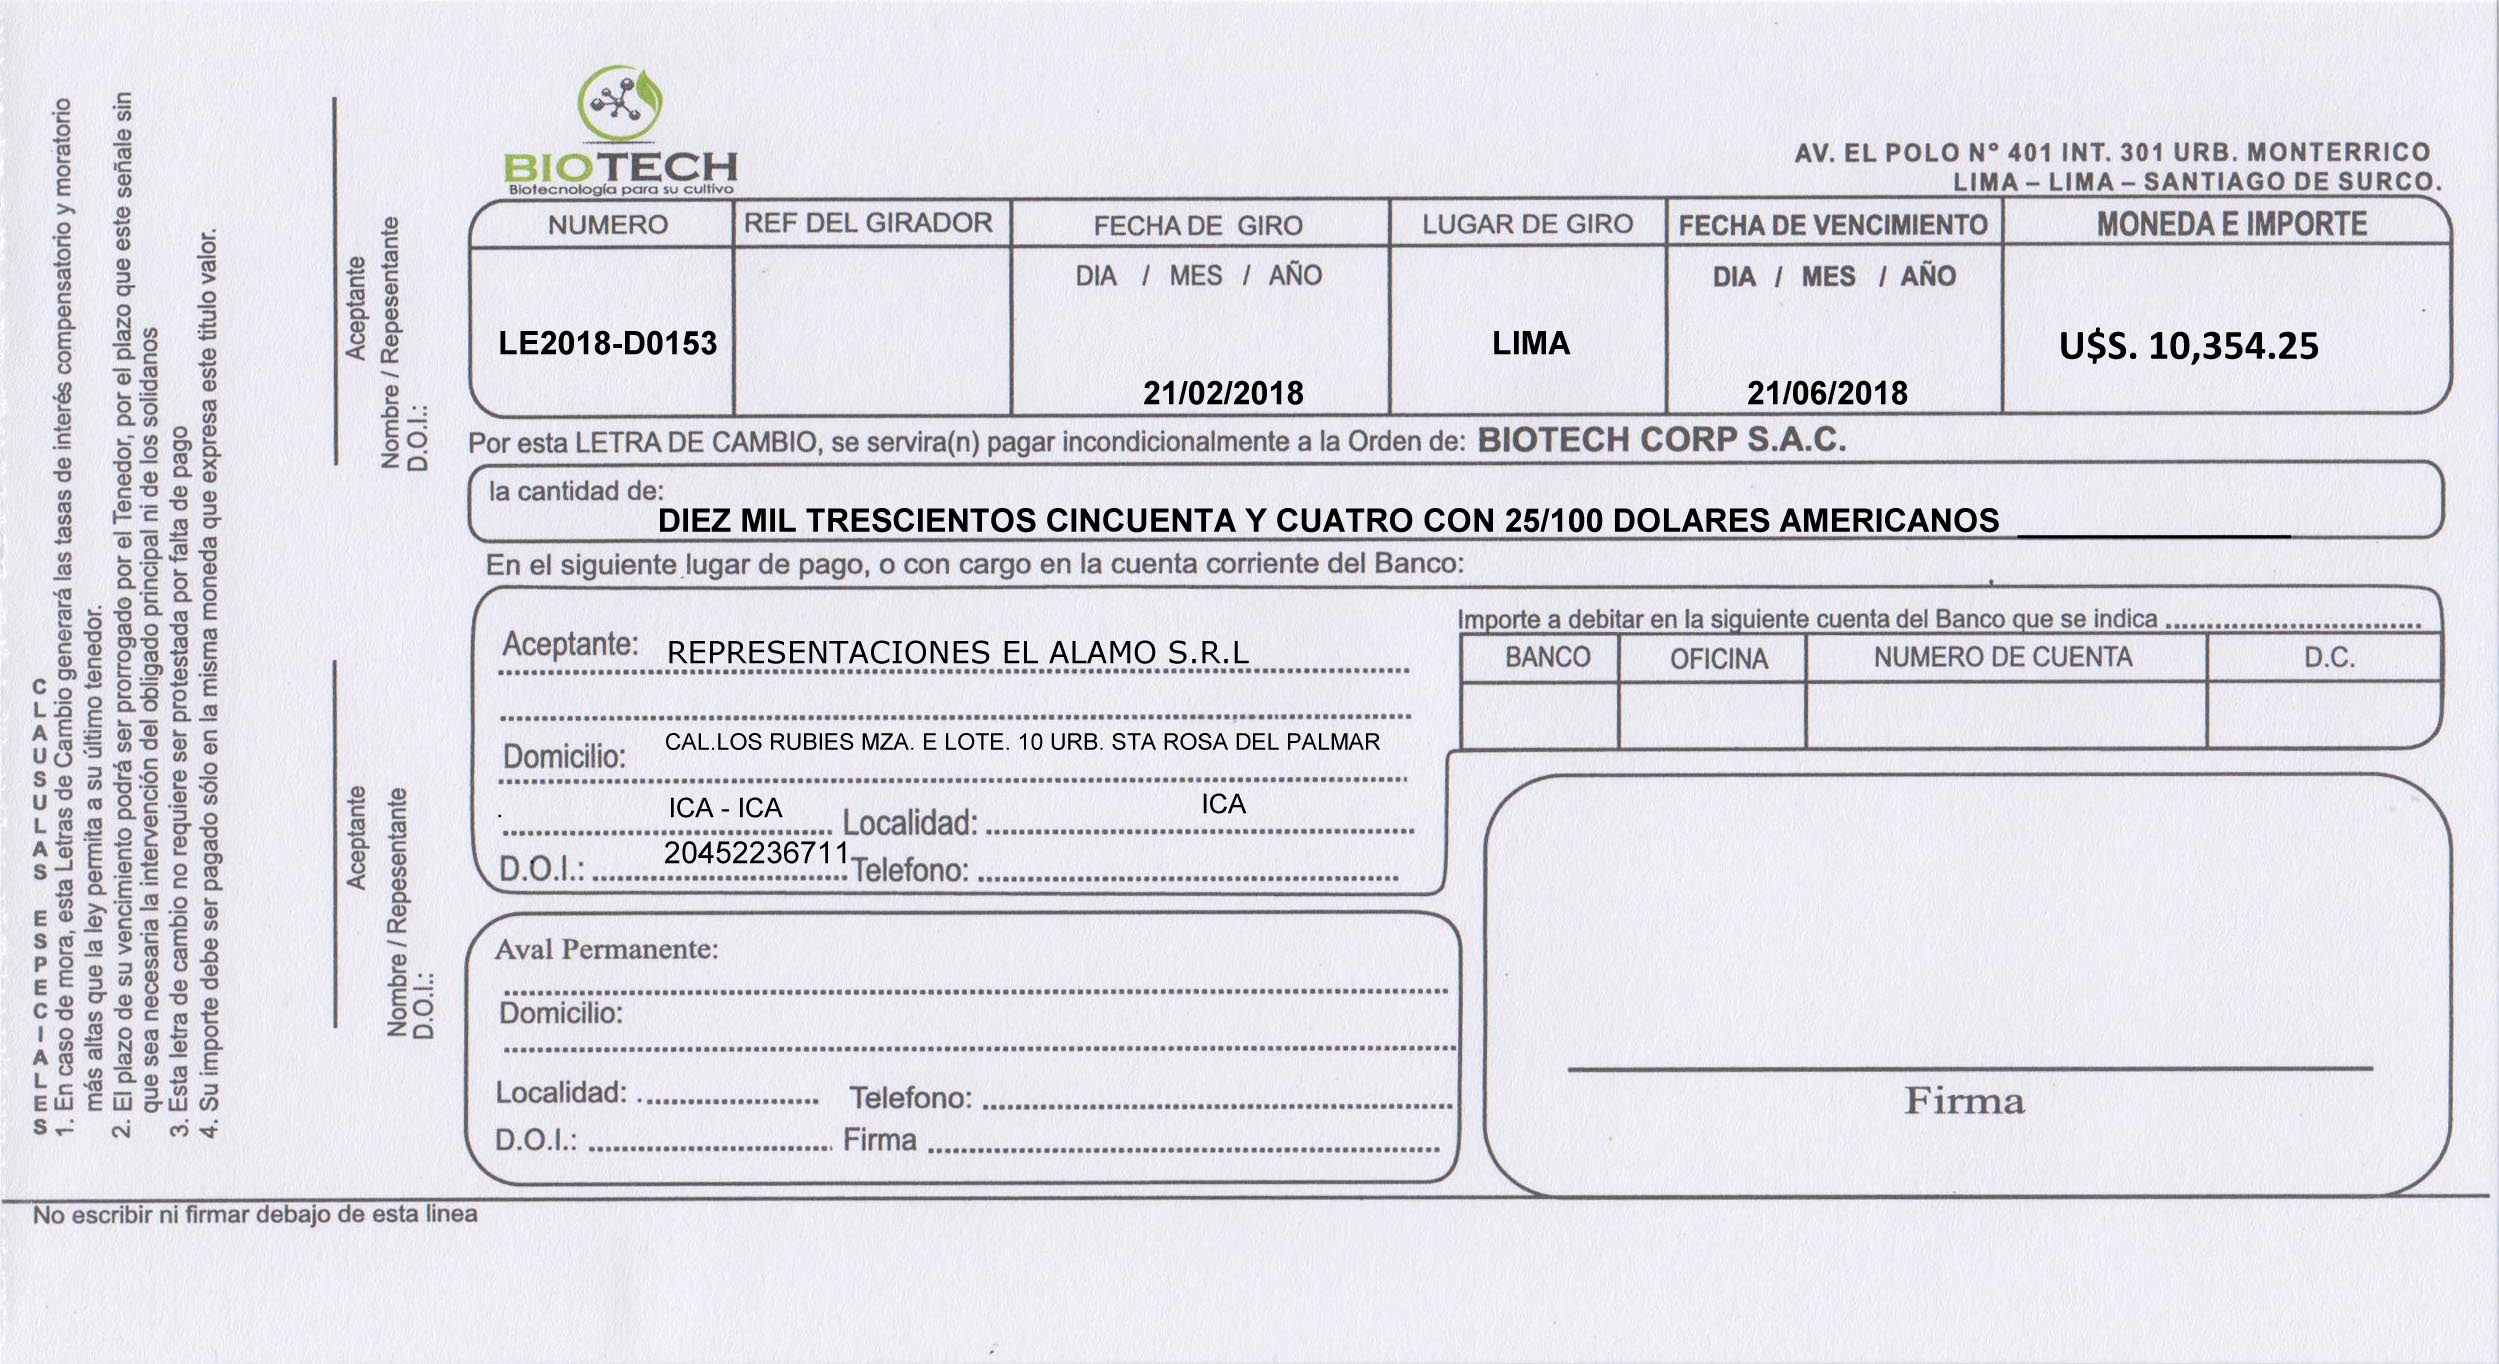 BIOTECH
Biotecnología para su cultivo
AV. EL POLO N° 401 INT. 301 URB. MONTERRICO
LIMA – LIMA – SANTIAGO DE SURCO.
NUMERO
REF DEL GIRADOR
FECHA DE GIRO
LUGAR DE GIRO
FECHA DE VENCIMIENTO
MONEDA E IMPORTE
DIA / MES / AÑO
DIA / MES / AÑO
LE2018-D0153
LIMA
U$S. 10,354.25
21/02/2018
21/06/2018
Por esta LETRA DE CAMBIO, se servira(n) pagar incondicionalmente a la Orden de: BIOTECH CORP S.A.C.
la cantidad de:
DIEZ MIL TRESCIENTOS CINCUENTA Y CUATRO CON 25/100 DOLARES AMERICANOS
En el siguiente lugar de pago, o con cargo en la cuenta corriente del Banco:
Aceptante: REPRESENTACIONES EL ALAMO S.R.L
Domicilio: CAL.LOS RUBIES MZA. E LOTE. 10 URB. STA ROSA DEL PALMAR
ICA - ICA Localidad: ICA
D.O.I.: 20452236711 Telefono:
Importe a debitar en la siguiente cuenta del Banco que se indica
BANCO
OFICINA
NUMERO DE CUENTA
D.C.
Aval Permanente:
Domicilio:
Localidad: Telefono:
D.O.I.: Firma
Firma
No escribir ni firmar debajo de esta linea
CLAUSULAS ESPECIALES
1. En caso de mora, esta Letras de Cambio generará las tasas de interés compensatorio y moratorio
más altas que la ley permita a su último tenedor.
2. El plazo de su vencimiento podrá ser prorrogado por el Tenedor, por el plazo que este señale sin
que sea necesaria la intervención del obligado principal ni de los solidanos
3. Esta letra de cambio no requiere ser protestada por falta de pago
4. Su importe debe ser pagado sólo en la misma moneda que expresa este titulo valor.
Aceptante
Nombre / Repesentante
D.O.I.:
Aceptante
Nombre / Repesentante
D.O.I.: